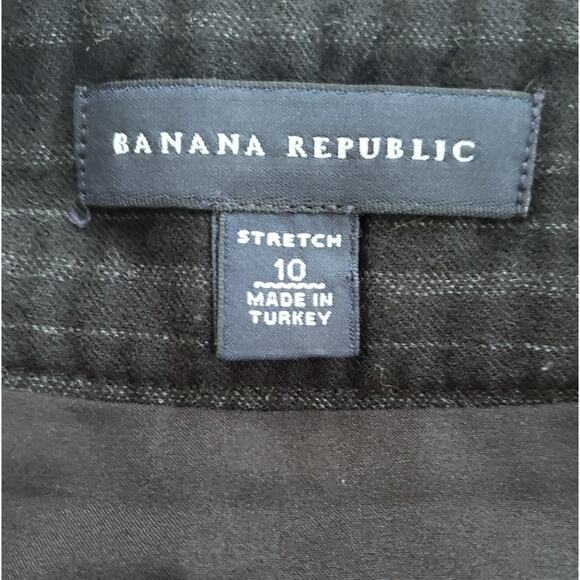 BANANA REPUBLIC
STRETCH
10
MADE IN
TURKEY